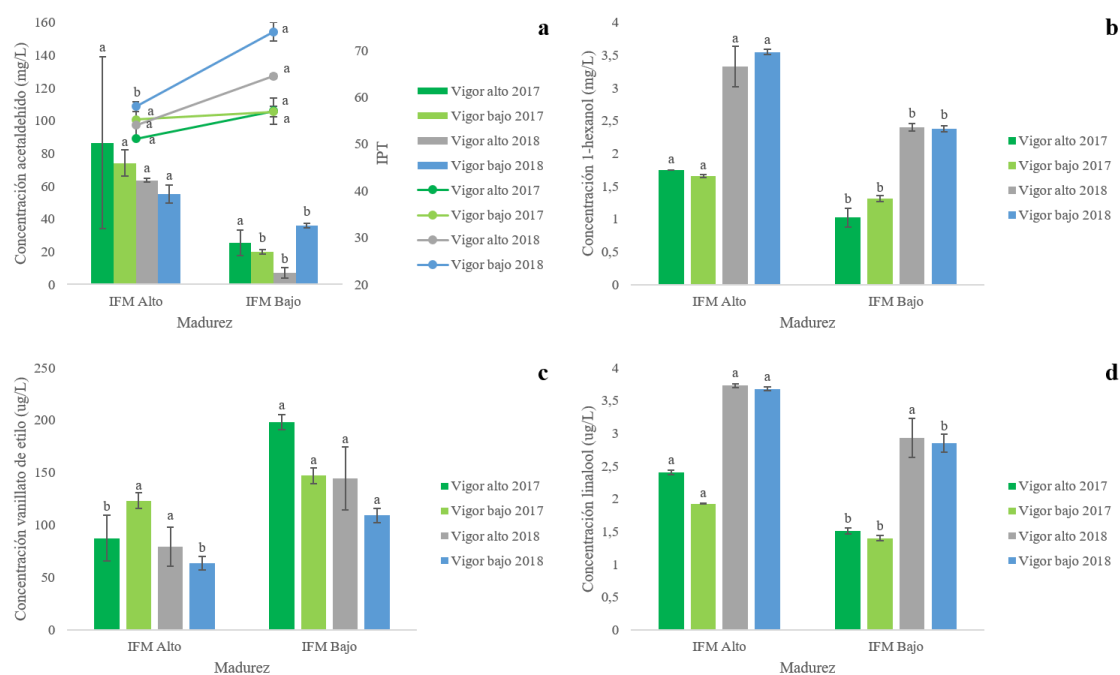 a
Concentración acetaldehído (mg/L)
160
140
120
100
80
60
40
20
0
a
a
a
a
b
a
a
a
a
b
b
b
a
a
a
a
70
60
50
40
30
20
IPT
IFM Alto
IFM Bajo
Madurez
Vigor alto 2017
Vigor bajo 2017
Vigor alto 2018
Vigor bajo 2018
Vigor alto 2017
Vigor bajo 2017
Vigor alto 2018
Vigor bajo 2018
b
Concentración 1-hexanol (mg/L)
4
3,5
3
2,5
2
1,5
1
0,5
0
a
a
a
a
b
b
b
b
IFM Alto
IFM Bajo
Madurez
Vigor alto 2017
Vigor bajo 2017
Vigor alto 2018
Vigor bajo 2018
c
Concentración vanillato de etilo (ug/L)
250
200
150
100
50
0
b
a
a
b
a
a
a
a
IFM Alto
IFM Bajo
Madurez
Vigor alto 2017
Vigor bajo 2017
Vigor alto 2018
Vigor bajo 2018
d
Concentración linalool (ug/L)
4
3,5
3
2,5
2
1,5
1
0,5
0
a
a
a
a
b
b
a
b
IFM Alto
IFM Bajo
Madurez
Vigor alto 2017
Vigor bajo 2017
Vigor alto 2018
Vigor bajo 2018